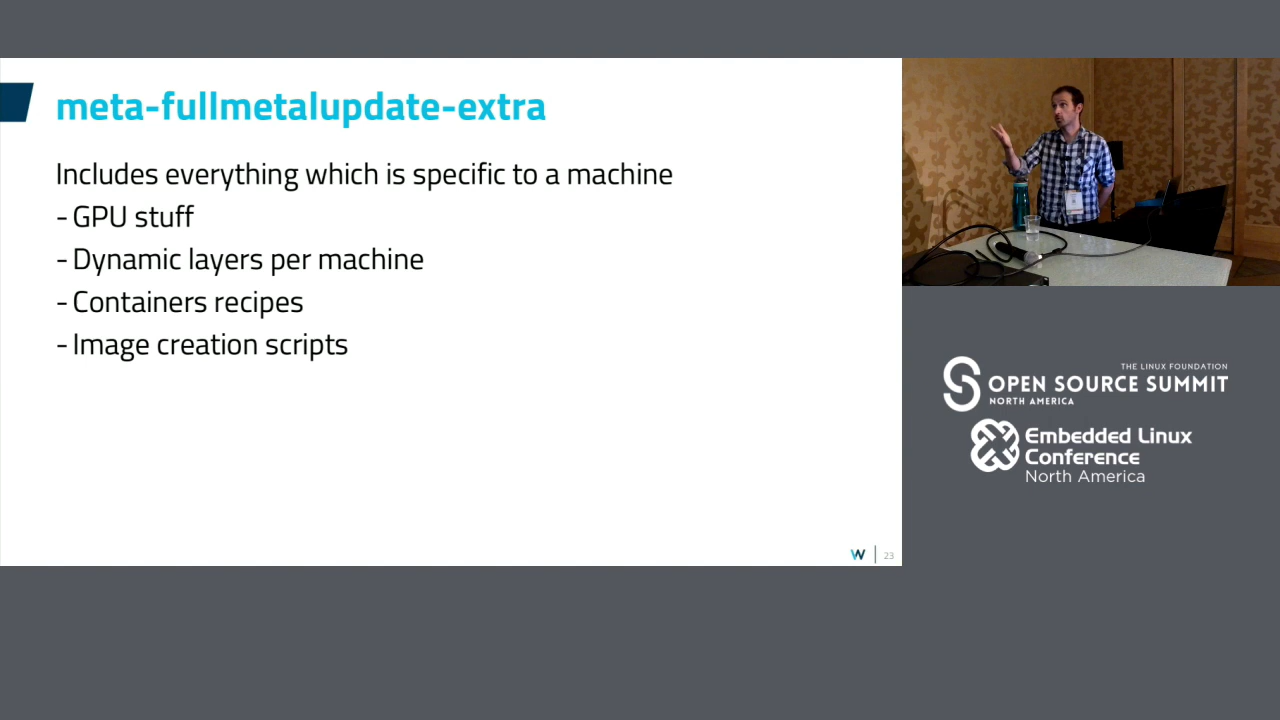 meta-fullmetalupdate-extra
Includes everything which is specific to a machine
- GPU stuff
- Dynamic layers per machine
- Containers recipes
- Image creation scripts
W
23
THE LINUX FOUNDATION
OPEN SOURCE SUMMIT
NORTH AMERICA
Embedded Linux
Conference
North America